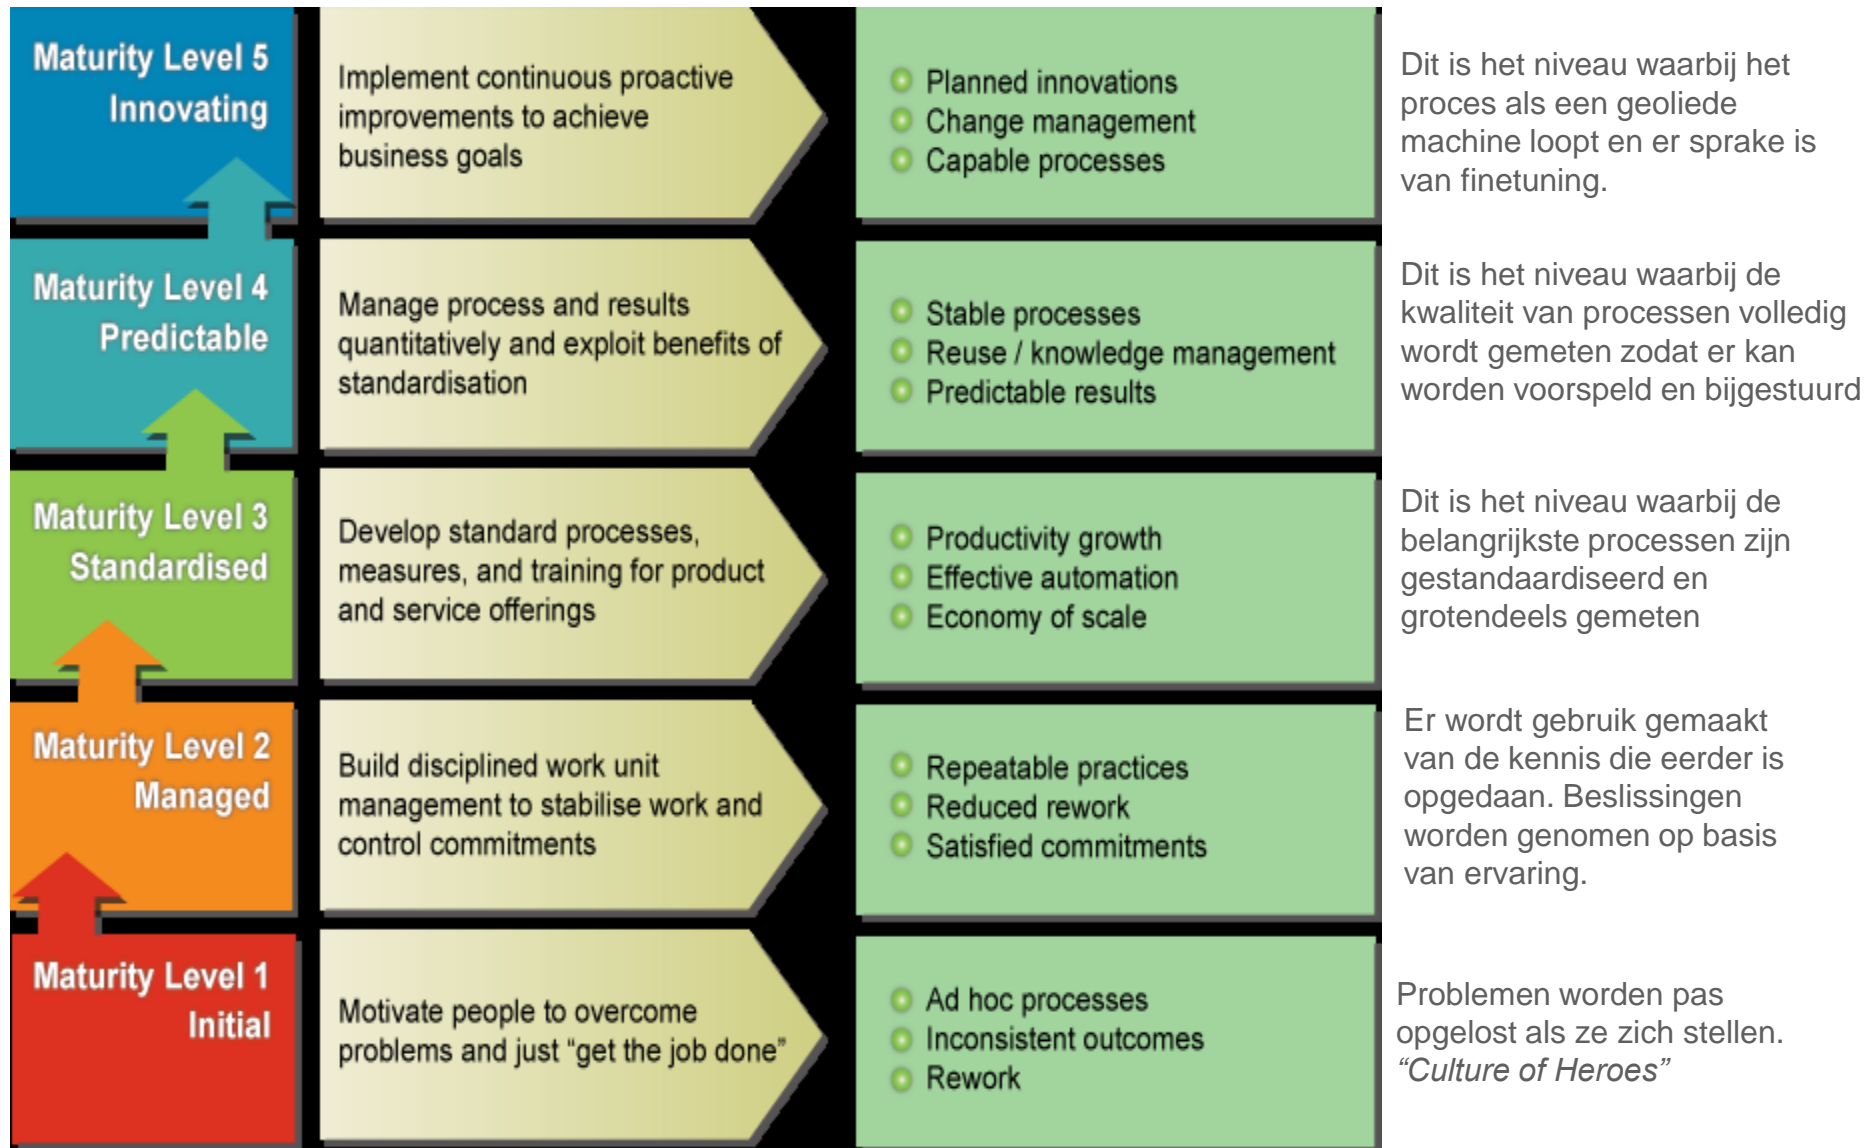 Maturity Level 5
Innovating
Implement continuous proactive
improvements to achieve
business goals
Planned innovations
Change management
Capable processes
Dit is het niveau waarbij het
proces als een geoliede
machine loopt en er sprake is
van finetuning.
Maturity Level 4
Predictable
Manage process and results
quantitatively and exploit benefits of
standardisation
Stable processes
Reuse / knowledge management
Predictable results
Dit is het niveau waarbij de
kwaliteit van processen volledig
wordt gemeten zodat er kan
worden voorspeld en bijgestuurd
Maturity Level 3
Standardised
Develop standard processes,
measures, and training for product
and service offerings
Productivity growth
Effective automation
Economy of scale
Dit is het niveau waarbij de
belangrijkste processen zijn
gestandaardiseerd en
grotendeels gemeten
Maturity Level 2
Managed
Build disciplined work unit
management to stabilise work and
control commitments
Repeatable practices
Reduced rework
Satisfied commitments
Er wordt gebruik gemaakt
van de kennis die eerder is
opgedaan. Beslissingen
worden genomen op basis
van ervaring.
Maturity Level 1
Initial
Motivate people to overcome
problems and just “get the job done”
Ad hoc processes
Inconsistent outcomes
Rework
Problemen worden pas
opgelost als ze zich stellen.
“Culture of Heroes”